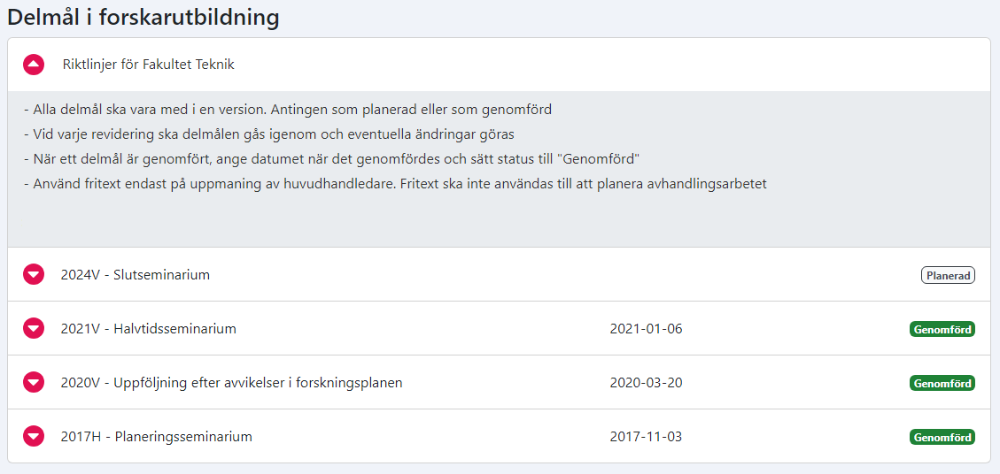 Delmål i forskarutbildning
Riktlinjer för Fakultet Teknik
- Alla delmål ska vara med i en version. Antingen som planerad eller som genomförd
- Vid varje revidering ska delmålen gås igenom och eventuella ändringar göras
- När ett delmål är genomfört, ange datumet när det genomfördes och sätt status till "Genomförd"
- Använd fritext endast på uppmaning av huvudhandledare. Fritext ska inte användas till att planera avhandlingsarbetet
2024V - Slutseminarium Planerad
2021V - Halvtidsseminarium 2021-01-06 Genomförd
2020V - Uppföljning efter avvikelser i forskningsplanen 2020-03-20 Genomförd
2017H - Planeringsseminarium 2017-11-03 Genomförd